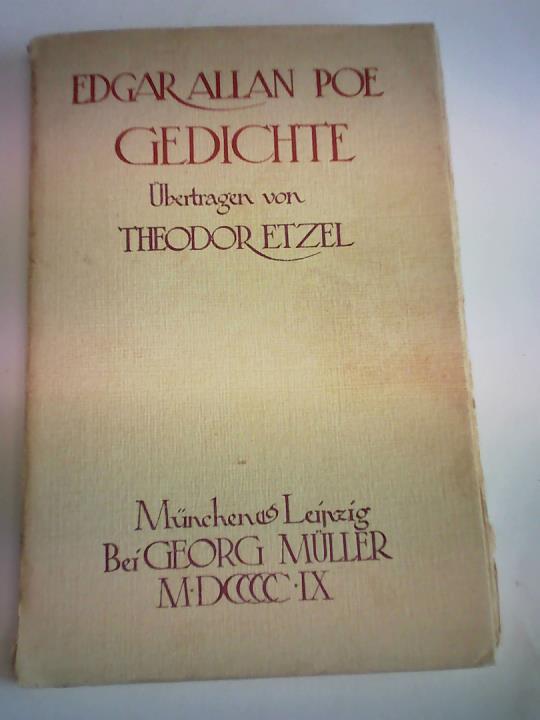 EDGAR ALLAN POE
GEDICHTE
Übertragen von
THEODOR ETZEL
München & Leipzig
Bei GEORG MÜLLER
M·DCCCC·IX